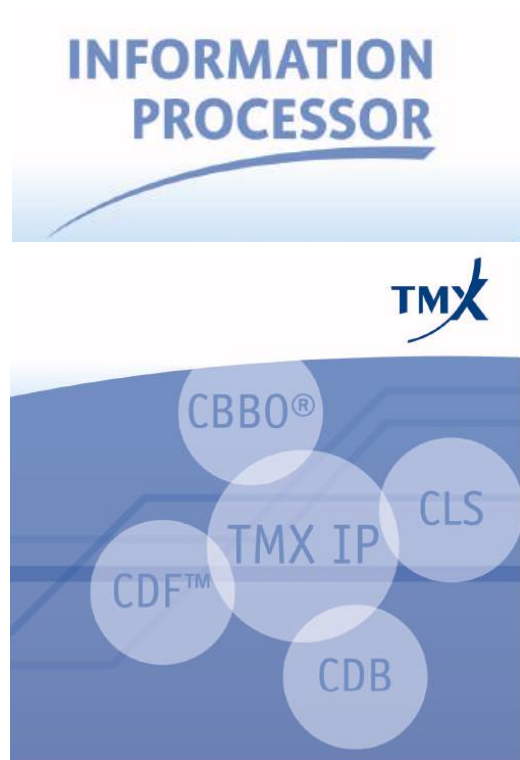 INFORMATION
PROCESSOR
TMX
CBBO®
CLS
TMX IP
CDF™
CDB